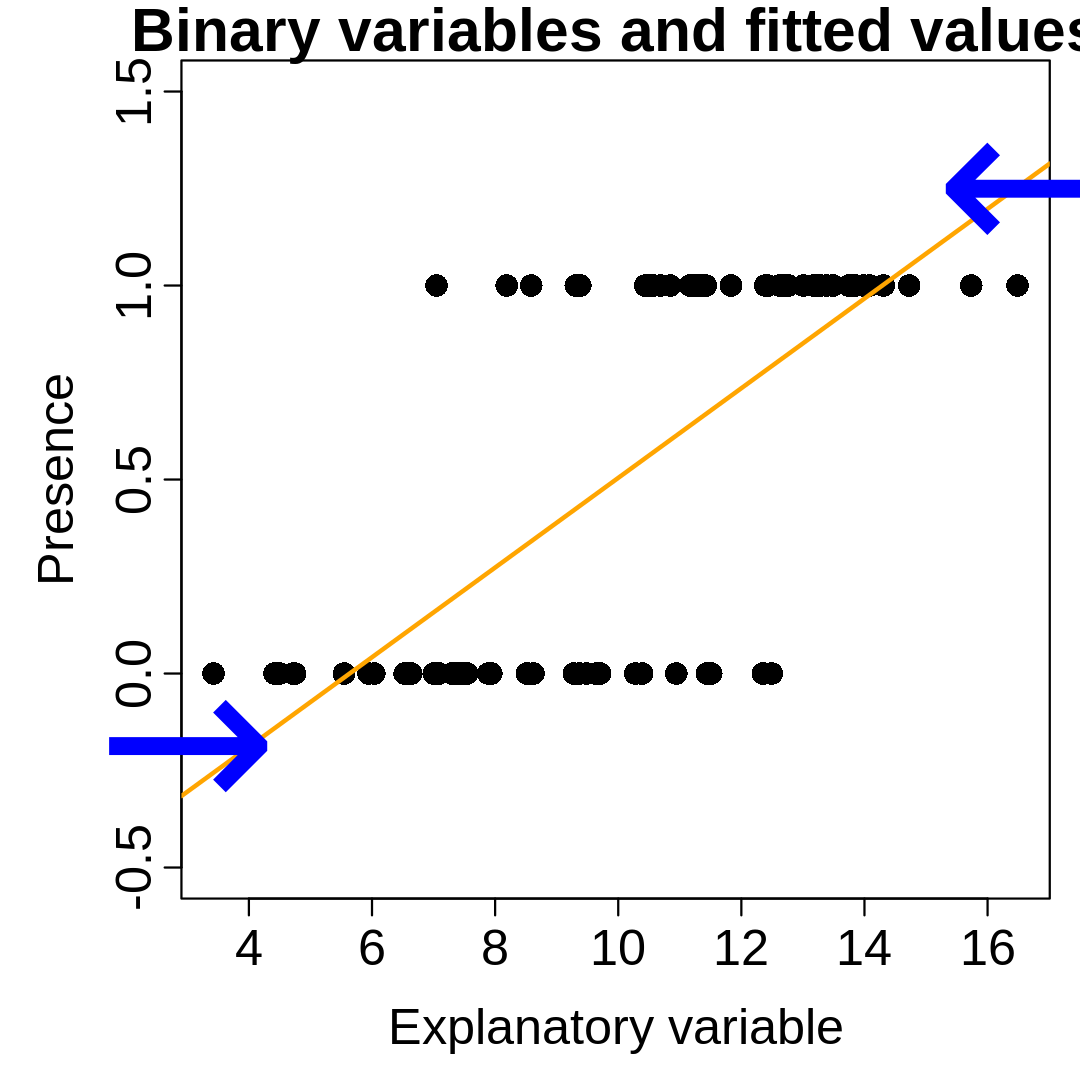 Binary variables and fitted values
1.5
1.0
0.5
0.0
-0.5
Presence
4 6 8 10 12 14 16
Explanatory variable